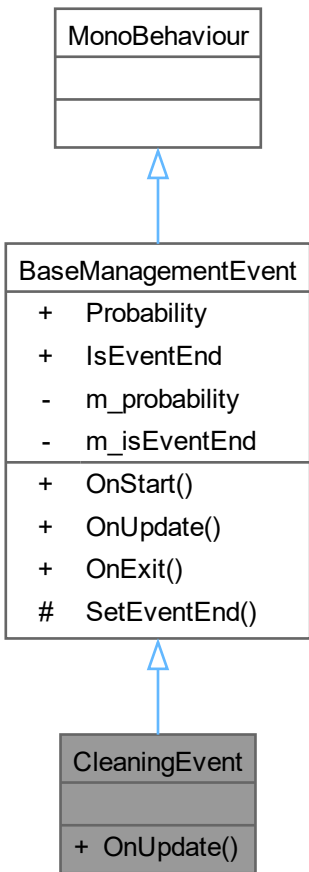 MonoBehaviour
BaseManagementEvent
+ Probability
+ IsEventEnd
- m_probability
- m_isEventEnd
+ OnStart()
+ OnUpdate()
+ OnExit()
# SetEventEnd()
CleaningEvent
+ OnUpdate()